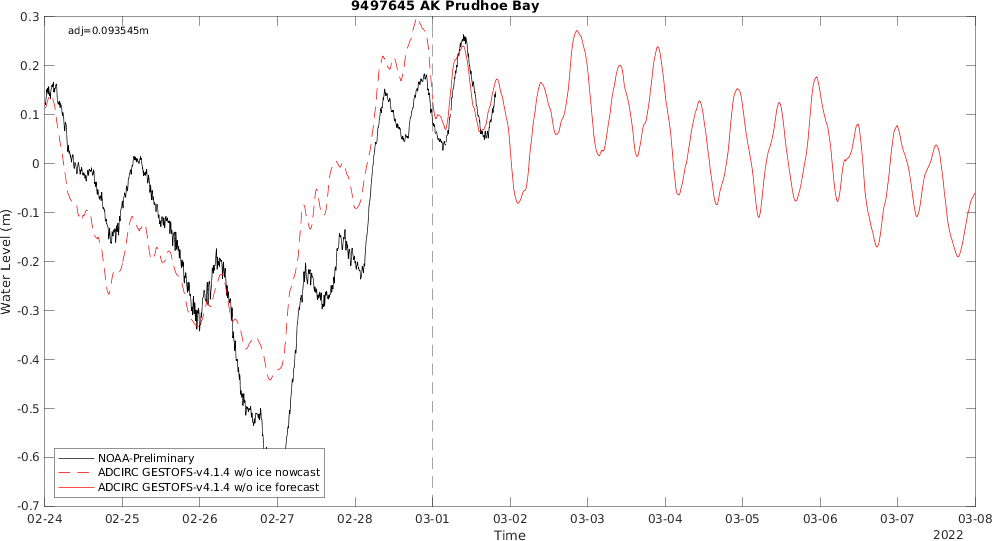 9497645 AK Prudhoe Bay
adj=0.093545m
0.3
0.2
0.1
0
-0.1
-0.2
-0.3
-0.4
-0.5
-0.6
-0.7
Water Level (m)
NOAA-Preliminary
ADCIRC GESTOFS-v4.1.4 w/o ice nowcast
ADCIRC GESTOFS-v4.1.4 w/o ice forecast
02-24 02-25 02-26 02-27 02-28 03-01 03-02 03-03 03-04 03-05 03-06 03-07 03-08
Time
2022